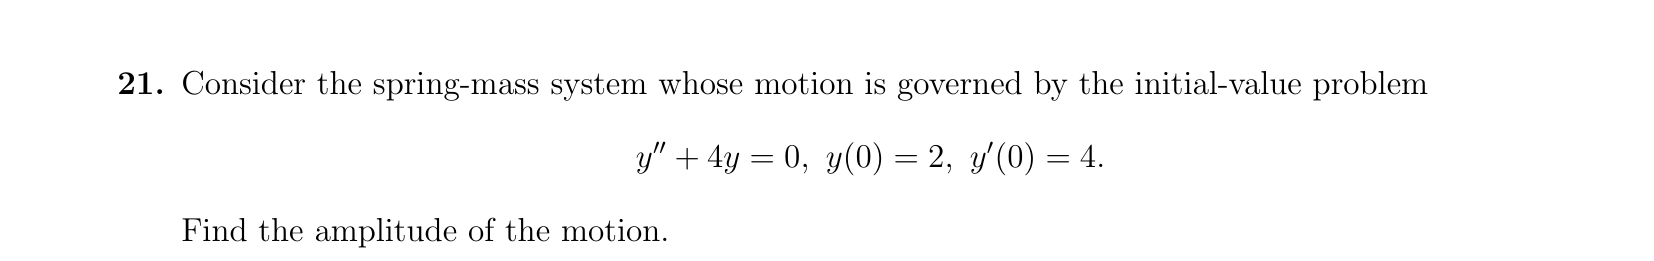 21. Consider the spring-mass system whose motion is governed by the initial-value problem
y″ + 4y = 0, y(0) = 2, y′(0) = 4.
Find the amplitude of the motion.